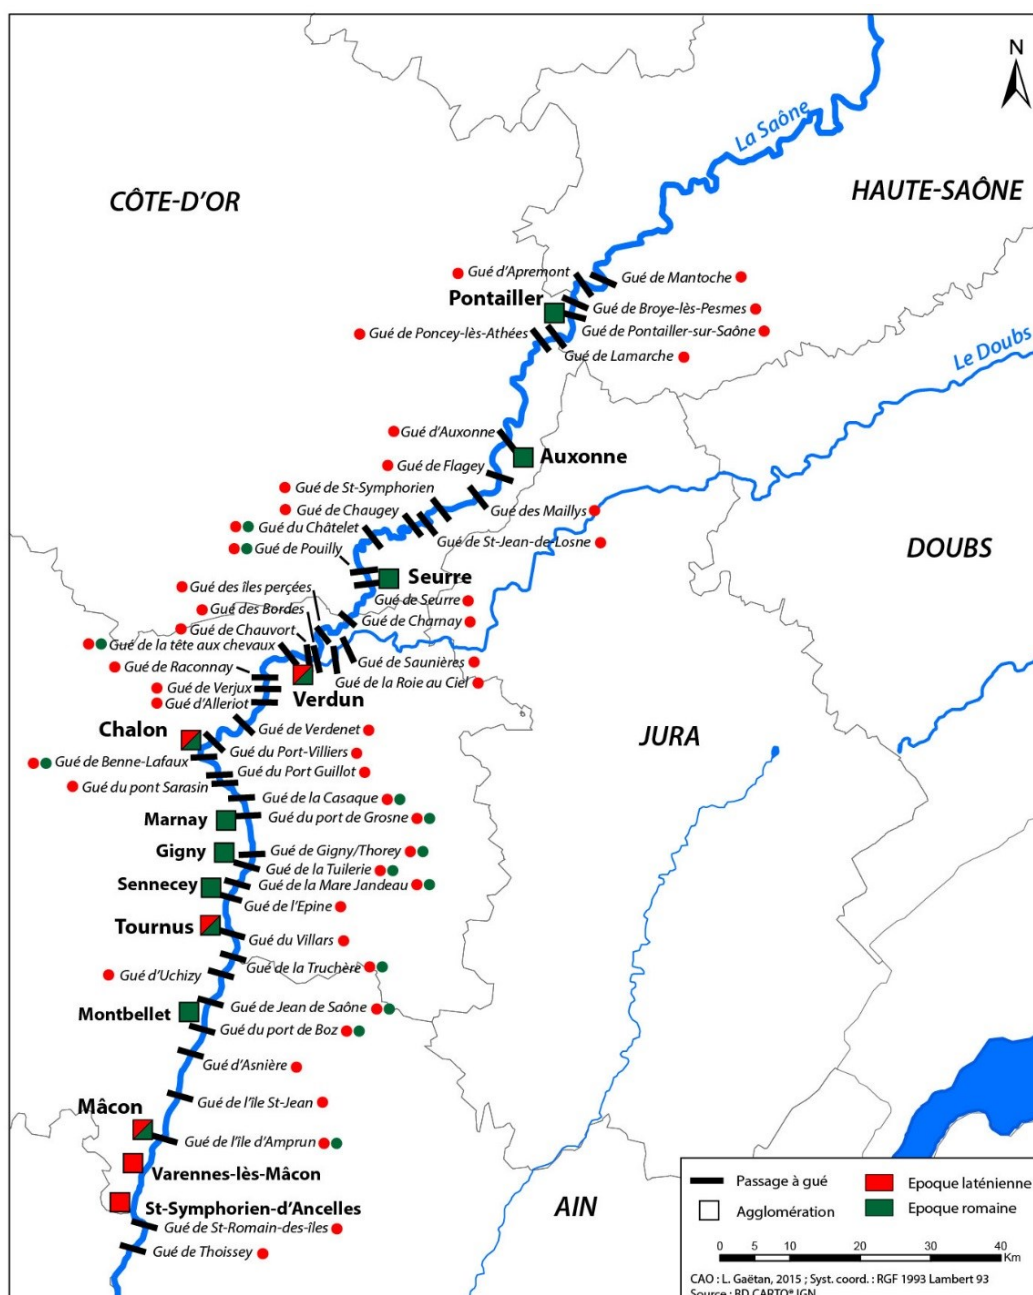 N
La Saône
CÔTE-D'OR
HAUTE-SAÔNE
Gué d'Apremont
Gué de Mantoche
Pontailler
Gué de Broye-lès-Pesmes
Gué de Poncey-lès-Athées
Gué de Pontailler-sur-Saône
Gué de Lamarche
Le Doubs
Gué d'Auxonne
Auxonne
Gué de Flagey
Gué de St-Symphorien
Gué de Chaugey
Gué des Maillys
Gué du Châtelet
Gué de St-Jean-de-Losne
Gué de Pouilly
DOUBS
Seurre
Gué des îles perçées
Gué de Seurre
Gué des Bordes
Gué de Charnay
Gué de Chauvort
Gué de la tête aux chevaux
Gué de Raconnay
Gué de Saunières
Gué de Verjux
Gué de la Roie au Ciel
Gué d'Alleriot
Verdun
Chalon
Gué de Verdenet
JURA
Gué du Port-Villiers
Gué de Benne-Lafaux
Gué du Port Guillot
Gué du pont Sarasin
Gué de la Casaque
Marnay
Gué du port de Grosne
Gigny
Gué de Gigny/Thorey
Gué de la Tuilerie
Sennecey
Gué de la Mare Jandeau
Gué de l'Epine
Tournus
Gué du Villars
Gué de la Truchère
Gué d'Uchizy
Gué de Jean de Saône
Montbellet
Gué du port de Boz
Gué d'Asnière
Gué de l'île St-Jean
Mâcon
Gué de l'île d'Amprun
Varennes-lès-Mâcon
St-Symphorien-d'Ancelles
AIN
Gué de St-Romain-des-îles
Gué de Thoissey
Passage à gué
Epoque laténienne
Agglomération
Epoque romaine
0 5 10 20 30 40
Km
CAO : L. Gaëtan, 2015 ; Syst. coord. : RGF 1993 Lambert 93
Source : BD CARTO® IGN